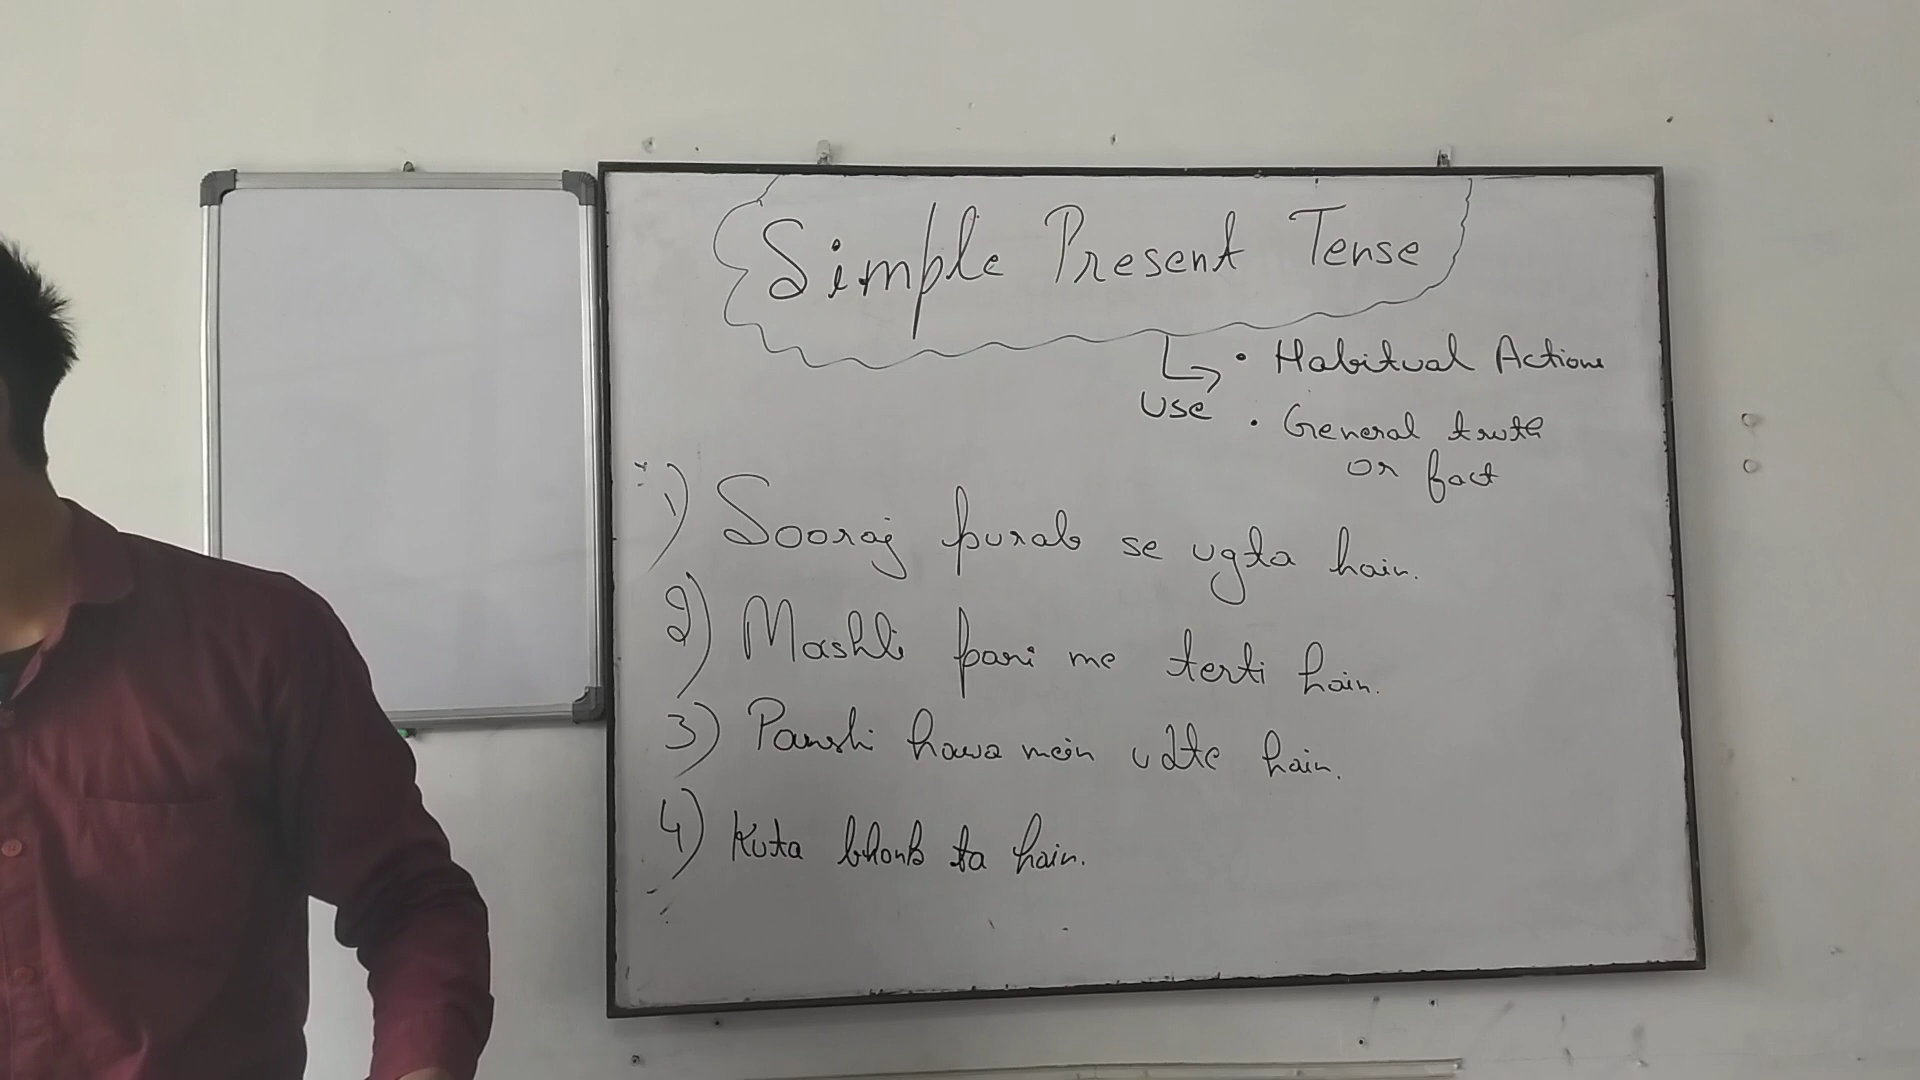 Simple Present Tense
• Habitual Actions
Use
• General truth
or fact
1) Sooraj purab se ugta hain.
2) Mashli pani me terti hain.
3) Panshi hawa mein udte hain.
4) Kuta bhonk ta hain.